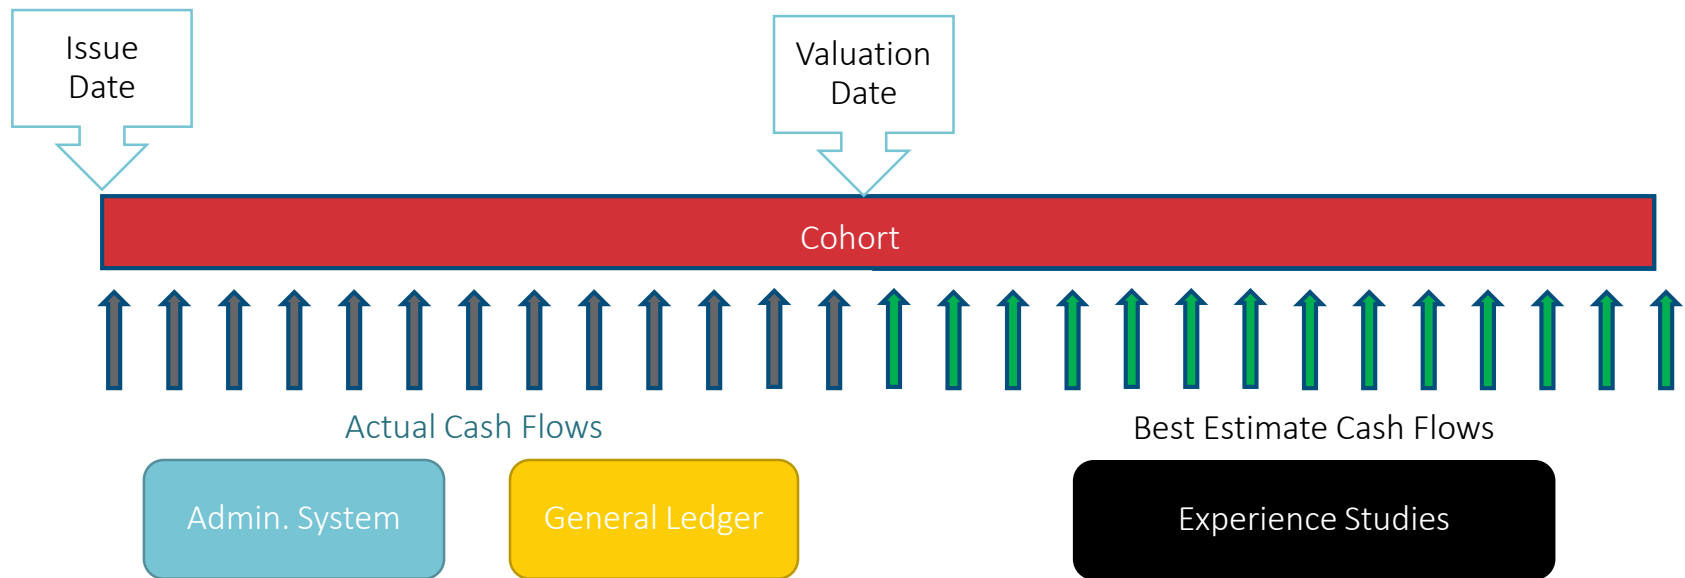 Issue
Date
Valuation
Date
Cohort
Actual Cash Flows
Best Estimate Cash Flows
Admin. System
General Ledger
Experience Studies